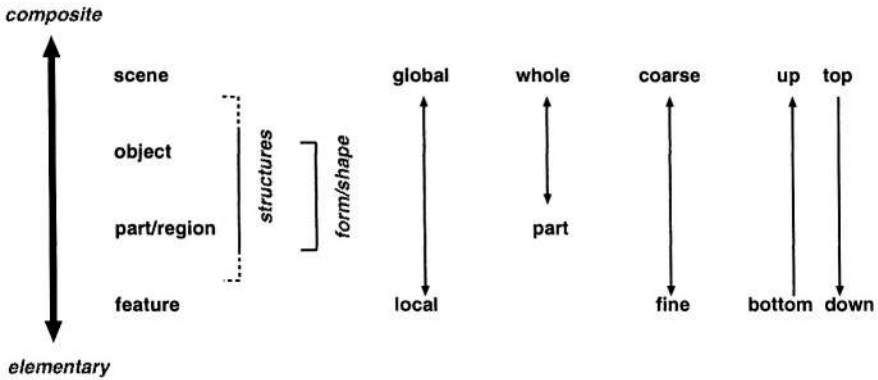 composite
scene global whole coarse up top
object
structures
form/shape
part/region part
feature local fine bottom down
elementary